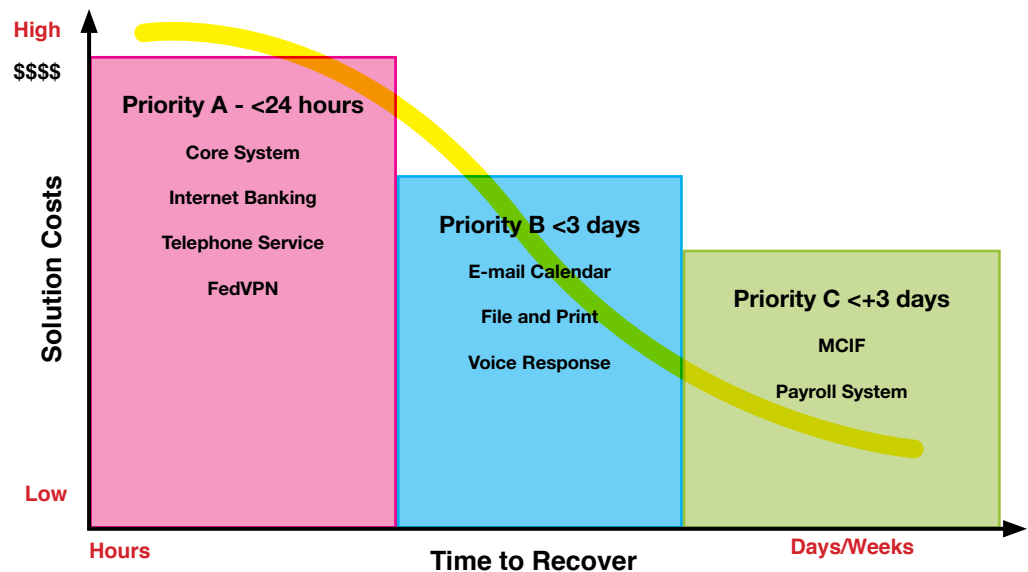 High
$$$$
Solution Costs
Low
Priority A - <24 hours
Core System
Internet Banking
Telephone Service
FedVPN
Priority B <3 days
E-mail Calendar
File and Print
Voice Response
Priority C <+3 days
MCIF
Payroll System
Hours
Time to Recover
Days/Weeks